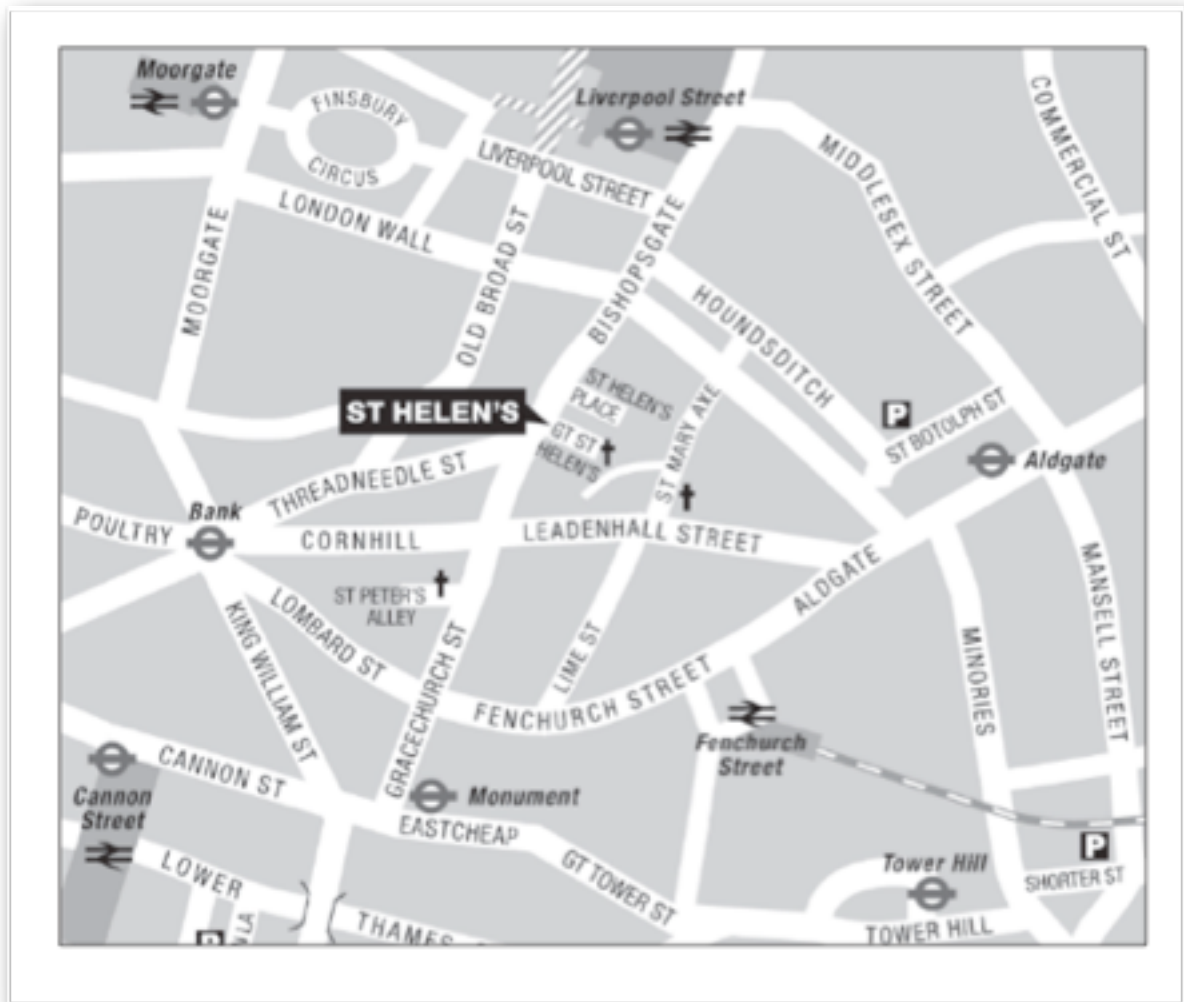 Moorgate
FINSBURY
CIRCUS
Liverpool Street
LIVERPOOL STREET
COMMERCIAL ST
MIDDLESEX STREET
LONDON WALL
MOORGATE
OLD BROAD ST
BISHOPSGATE
HOUNDSDITCH
ST HELEN'S
PLACE
ST HELEN'S
GT ST
HELEN'S
ST MARY AXE
P
ST BOTOLPH ST
Aldgate
THREADNEEDLE ST
Bank
POULTRY
CORNHILL
LEADENHALL STREET
ALDGATE
MANSELL STREET
ST PETER'S
ALLEY
LOMBARD ST
KING WILLIAM ST
GRACECHURCH ST
LIME ST
FENCHURCH STREET
MINORIES
Fenchurch
Street
CANNON ST
Cannon
Street
Monument
EASTCHEAP
GT TOWER ST
Tower Hill
P
SHORTER ST
TOWER HILL
LOWER
THAMES